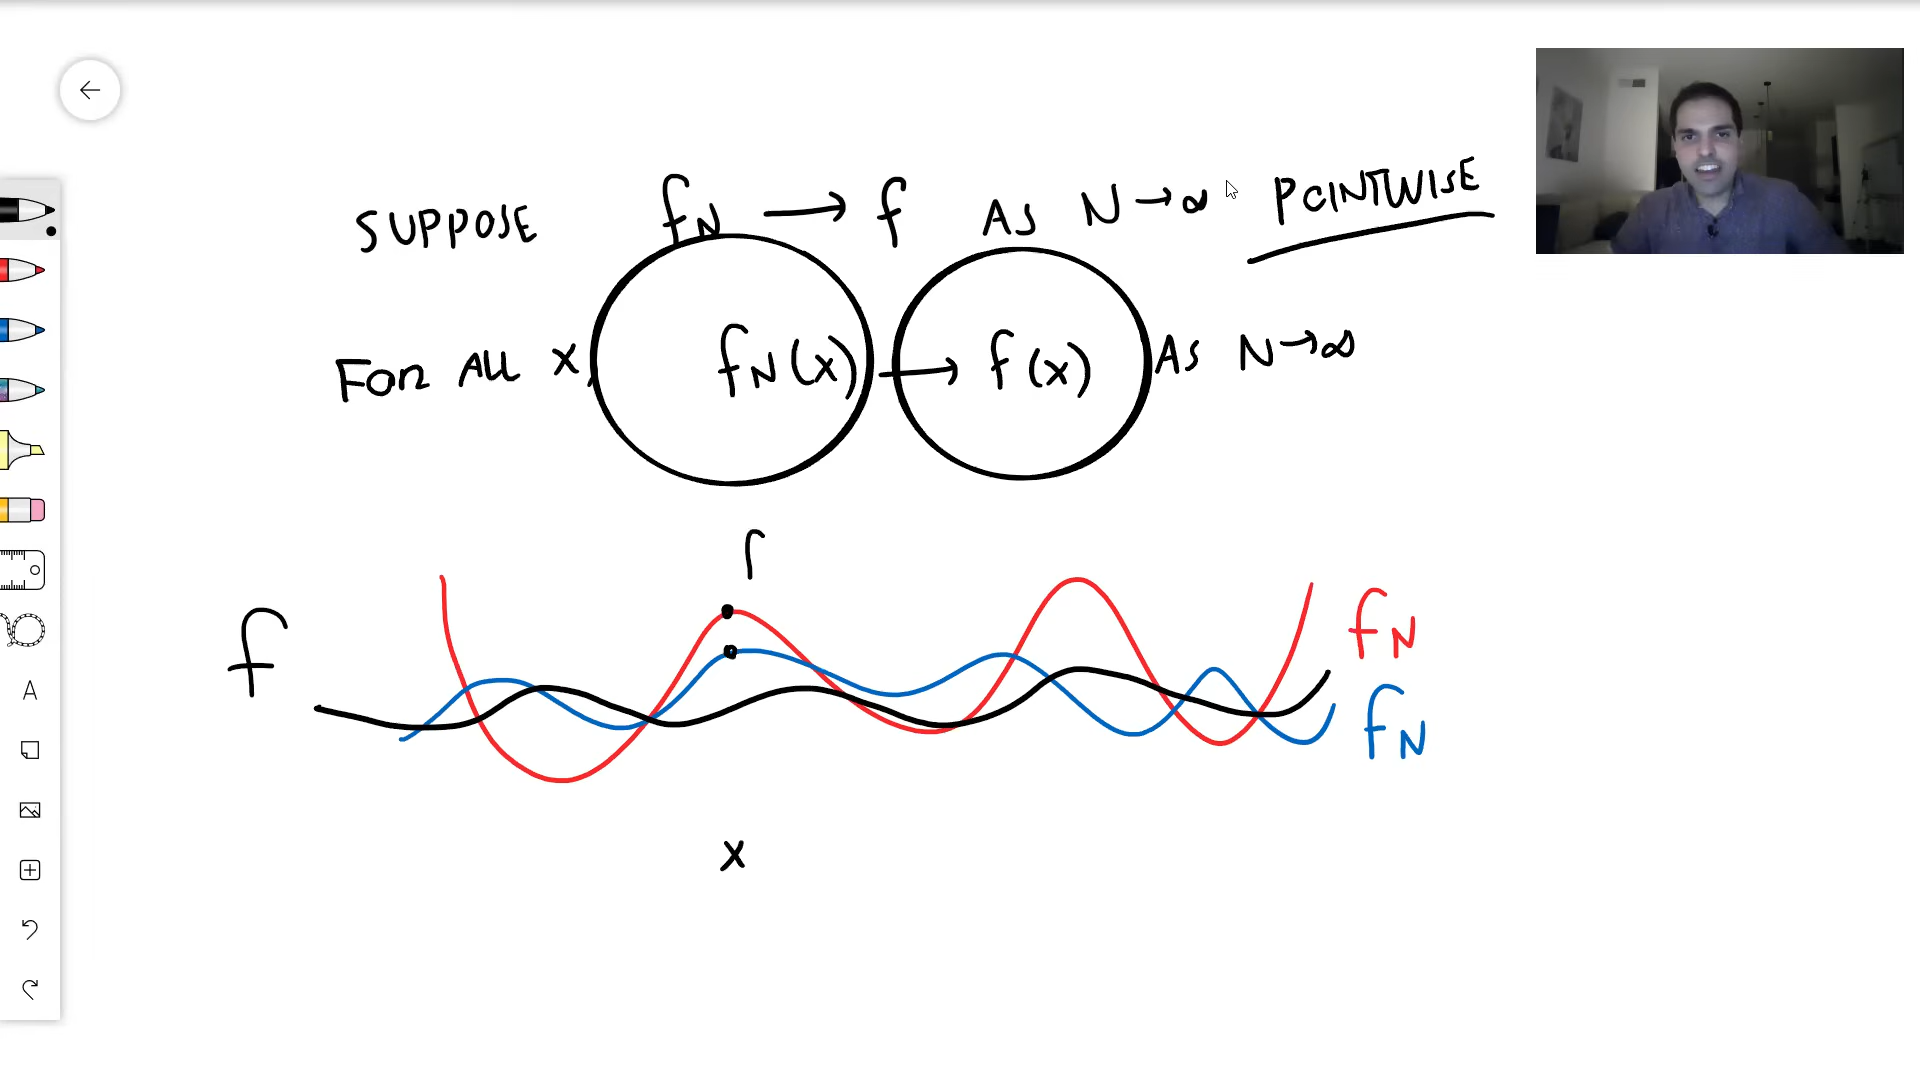 SUPPOSE fN → f AS N→∞ POINTWISE
FOR ALL x, fN(x) → f(x) AS N→∞
f
fN
fN
x
A